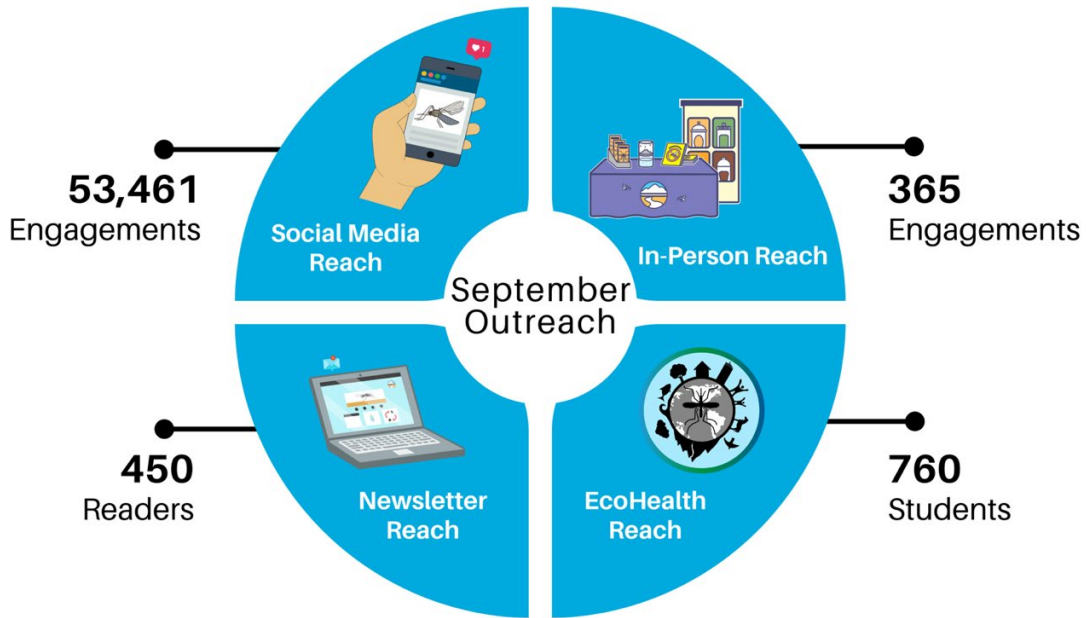 53,461
Engagements
Social Media
Reach
1
365
Engagements
In-Person Reach
September
Outreach
450
Readers
Newsletter
Reach
760
Students
EcoHealth
Reach